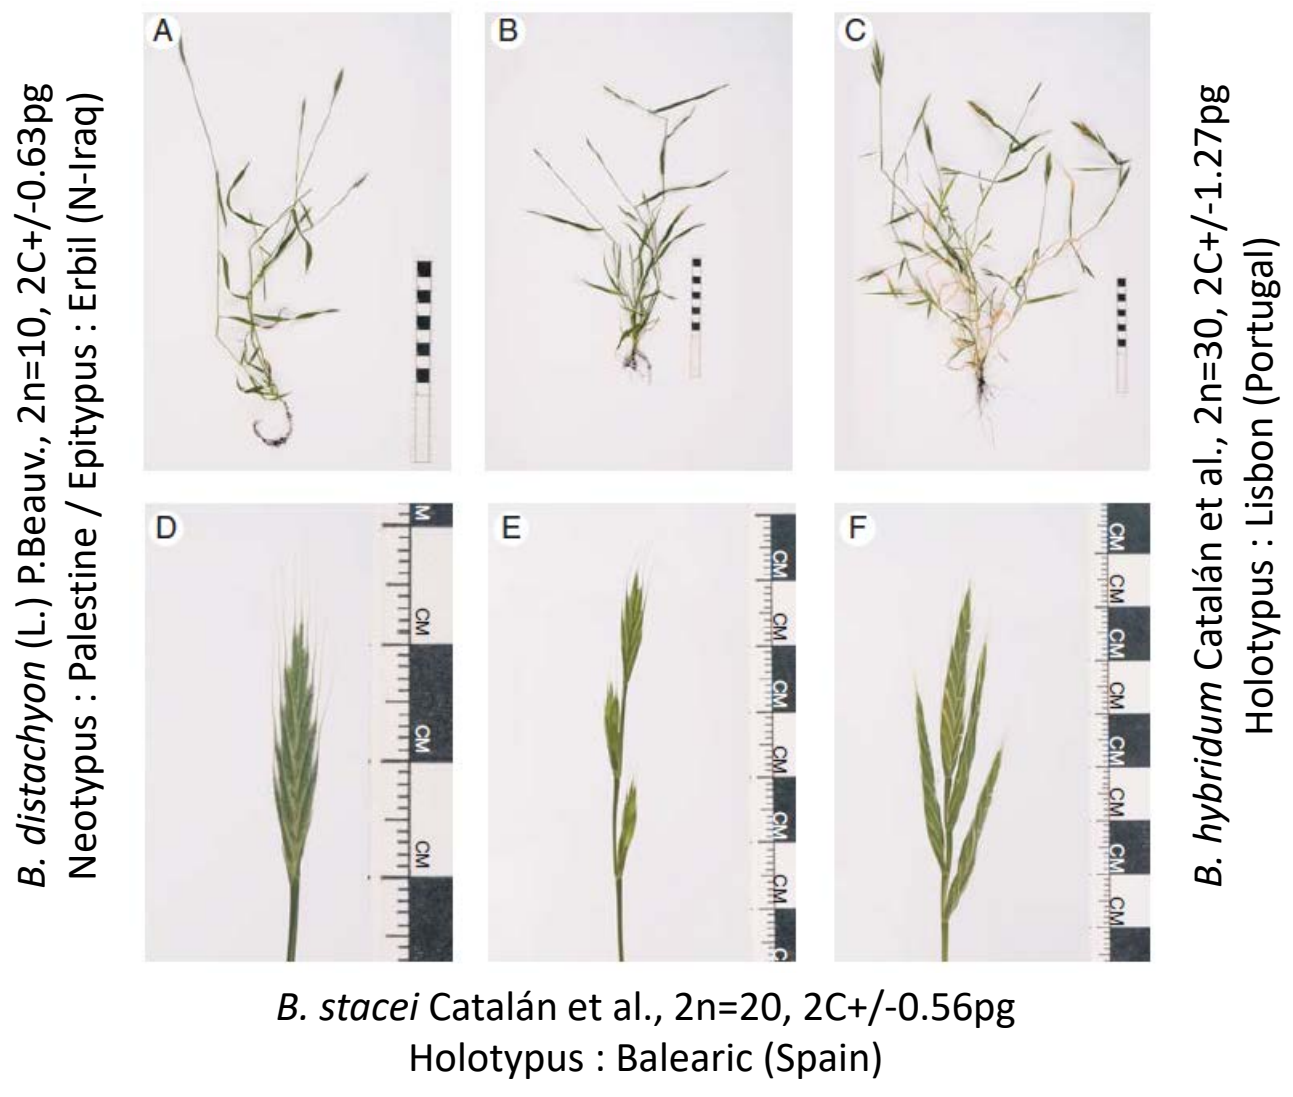 B. distachyon (L.) P.Beauv., 2n=10, 2C+/-0.63pg
Neotypus : Palestine / Epitypus : Erbil (N-Iraq)
A
B
C
D
M
CM
CM
CM
E
CM
CM
CM
CM
CM
CM
C
F
CM
CM
CM
CM
CM
CM
CM
CM
B. hybridum Catalán et al., 2n=30, 2C+/-1.27pg
Holotypus : Lisbon (Portugal)
B. stacei Catalán et al., 2n=20, 2C+/-0.56pg
Holotypus : Balearic (Spain)